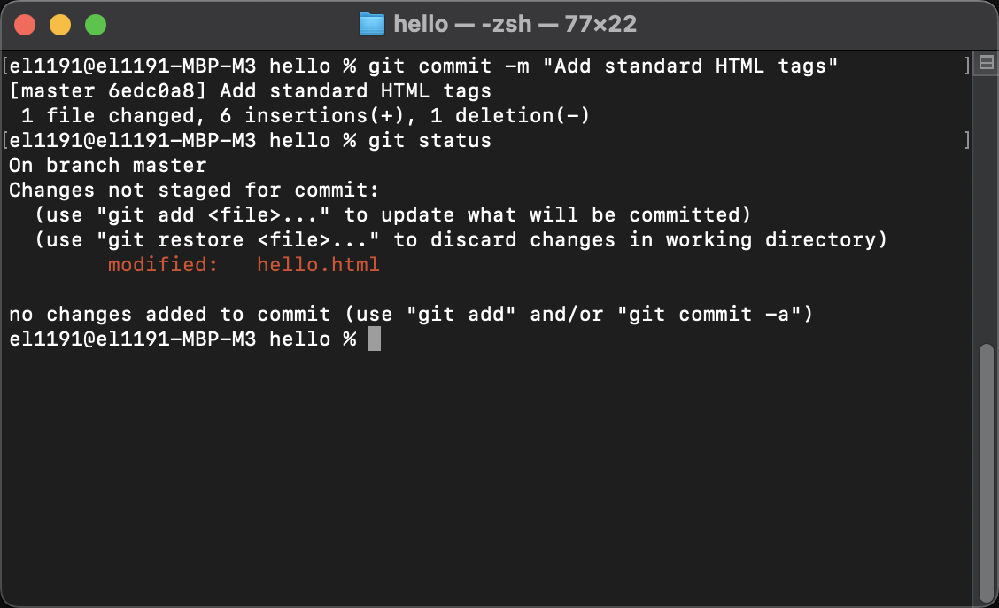 hello — -zsh — 77×22
[el1191@el1191-MBP-M3 hello % git commit -m "Add standard HTML tags" ]
[master 6edc0a8] Add standard HTML tags
 1 file changed, 6 insertions(+), 1 deletion(-)
[el1191@el1191-MBP-M3 hello % git status ]
On branch master
Changes not staged for commit:
  (use "git add <file>..." to update what will be committed)
  (use "git restore <file>..." to discard changes in working directory)
        modified:   hello.html

no changes added to commit (use "git add" and/or "git commit -a")
el1191@el1191-MBP-M3 hello %